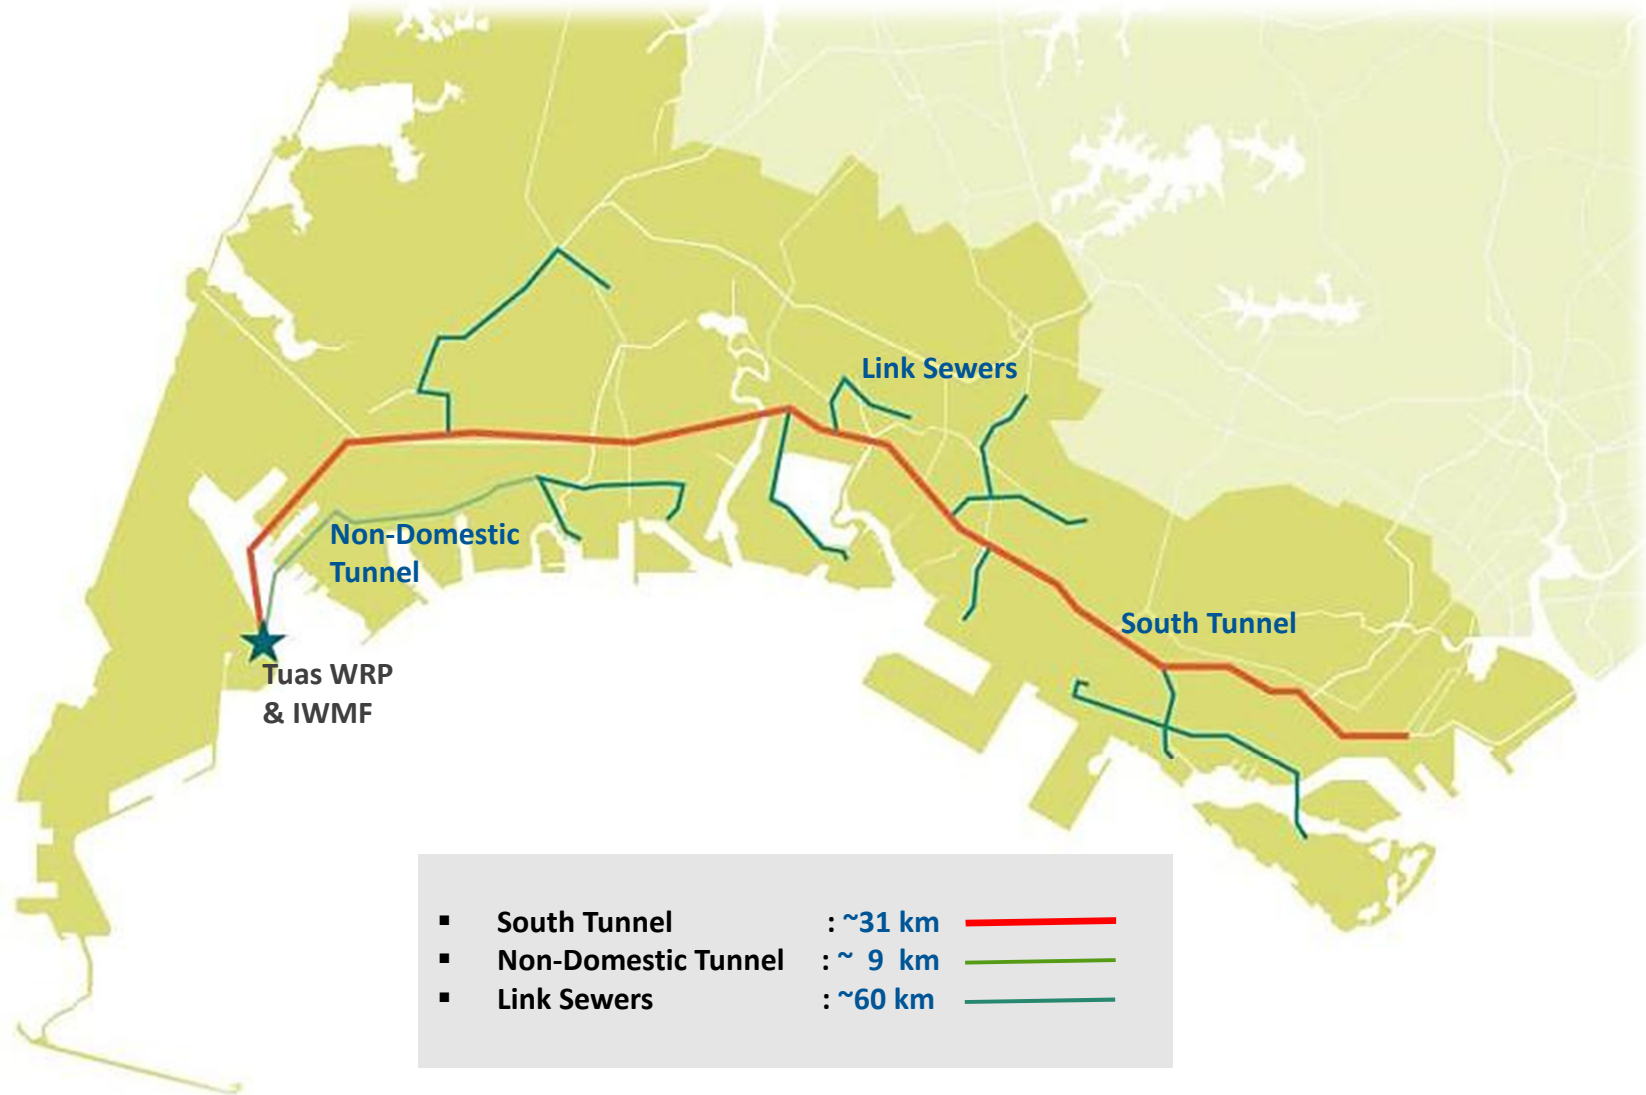 Link Sewers
Non-Domestic
Tunnel
South Tunnel
Tuas WRP
& IWMF
▪ South Tunnel : ~31 km
▪ Non-Domestic Tunnel : ~ 9 km
▪ Link Sewers : ~60 km